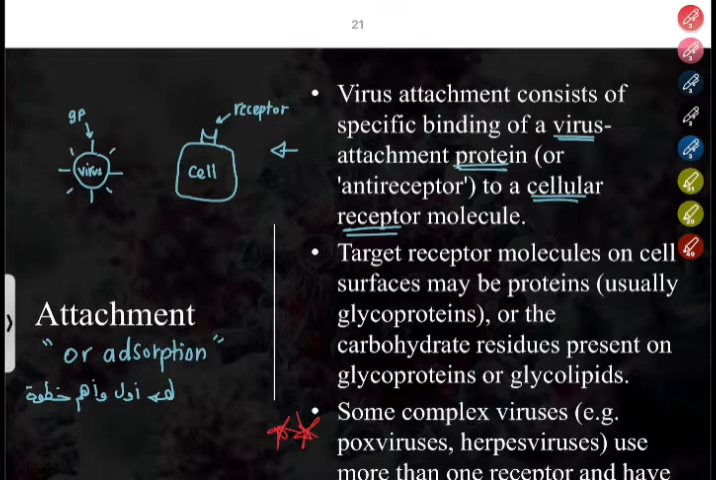 21
gp
virus
receptor
cell
• Virus attachment consists of
specific binding of a virus-
attachment protein (or
'antireceptor') to a cellular
receptor molecule.
• Target receptor molecules on cell
surfaces may be proteins (usually
glycoproteins), or the
carbohydrate residues present on
glycoproteins or glycolipids.
• Some complex viruses (e.g.
poxviruses, herpesviruses) use
more than one receptor and have
Attachment
"or adsorption"
أول وأهم خطوة